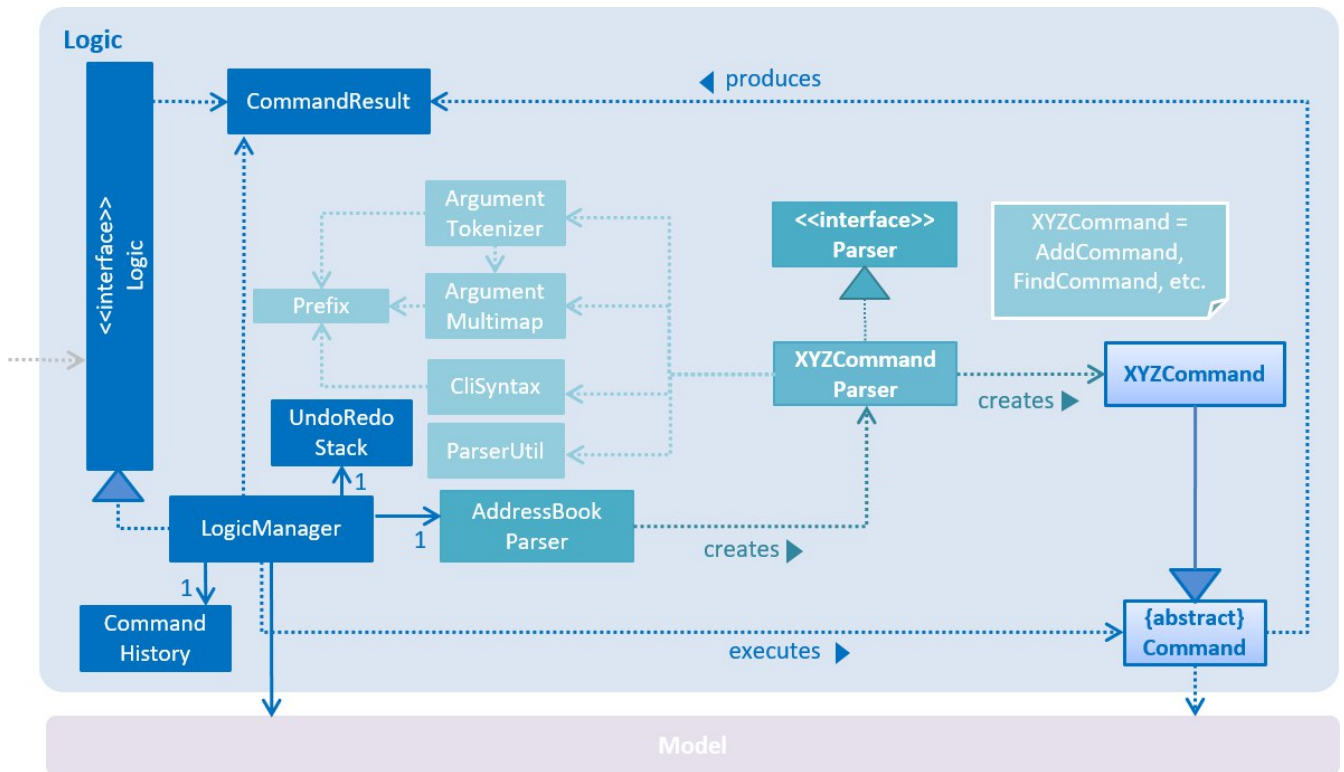 Logic
<<interface>>
Logic
CommandResult
produces
Argument
Tokenizer
<<interface>>
Parser
XYZCommand =
AddCommand,
FindCommand, etc.
Prefix
Argument
Multimap
XYZCommand
Parser
creates
XYZCommand
CliSyntax
UndoRedo
Stack
ParserUtil
1
LogicManager
1
AddressBook
Parser
creates
1
Command
History
executes
{abstract}
Command
Model